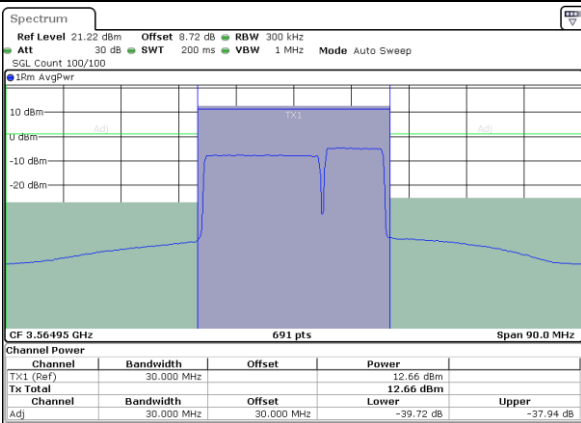 Spectrum
Ref Level 21.22 dBm Offset 8.72 dB RBW 300 kHz
Att 30 dB SWT 200 ms VBW 1 MHz Mode Auto Sweep
SGL Count 100/100
1Rm AvgPwr
10 dBm
TX1
Adj Adj
0 dBm
-10 dBm
-20 dBm
CF 3.56495 GHz 691 pts Span 90.0 MHz
Channel Power
Channel Bandwidth Offset Power
TX1 (Ref) 30.000 MHz 12.66 dBm
Tx Total 12.66 dBm
Channel Bandwidth Offset Lower Upper
Adj 30.000 MHz 30.000 MHz -39.72 dB -37.94 dB